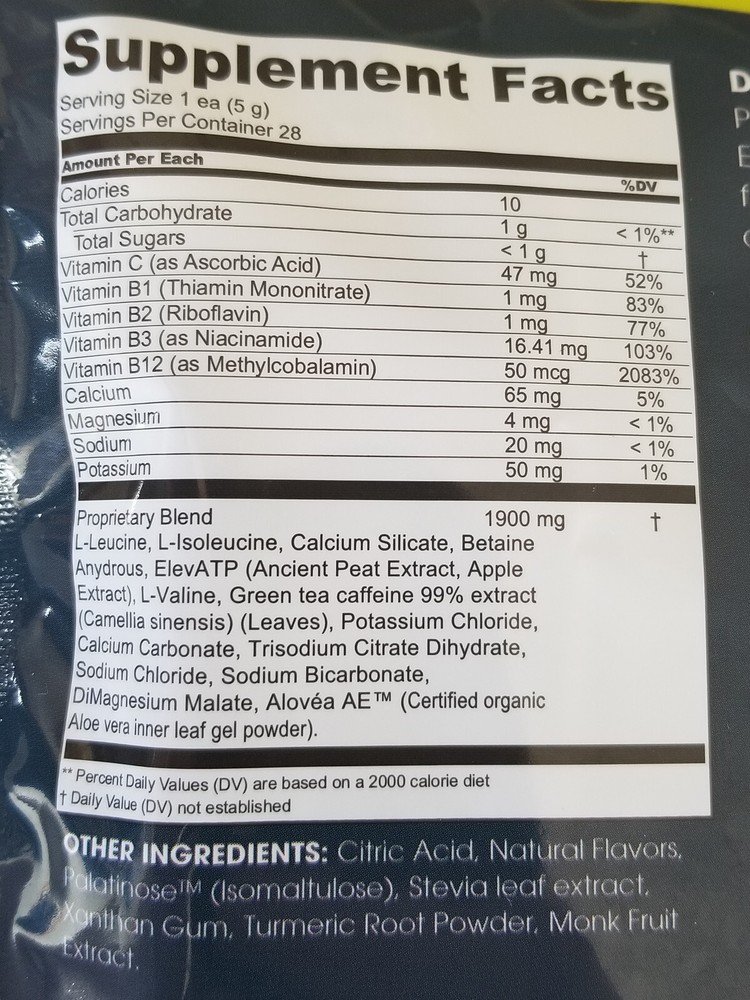 Supplement Facts
Serving Size 1 ea (5 g)
Servings Per Container 28
Amount Per Each
%DV
Calories 10
Total Carbohydrate 1 g < 1%**
Total Sugars < 1 g †
Vitamin C (as Ascorbic Acid) 47 mg 52%
Vitamin B1 (Thiamin Mononitrate) 1 mg 83%
Vitamin B2 (Riboflavin) 1 mg 77%
Vitamin B3 (as Niacinamide) 16.41 mg 103%
Vitamin B12 (as Methylcobalamin) 50 mcg 2083%
Calcium 65 mg 5%
Magnesium 4 mg < 1%
Sodium 20 mg < 1%
Potassium 50 mg 1%
Proprietary Blend 1900 mg †
L-Leucine, L-Isoleucine, Calcium Silicate, Betaine
Anydrous, ElevATP (Ancient Peat Extract, Apple
Extract), L-Valine, Green tea caffeine 99% extract
(Camellia sinensis) (Leaves), Potassium Chloride,
Calcium Carbonate, Trisodium Citrate Dihydrate,
Sodium Chloride, Sodium Bicarbonate,
DiMagnesium Malate, Alovéa AE™ (Certified organic
Aloe vera inner leaf gel powder).
** Percent Daily Values (DV) are based on a 2000 calorie diet
† Daily Value (DV) not established
OTHER INGREDIENTS: Citric Acid, Natural Flavors,
Palatinose™ (Isomaltulose), Stevia leaf extract,
Xanthan Gum, Turmeric Root Powder, Monk Fruit
Extract.